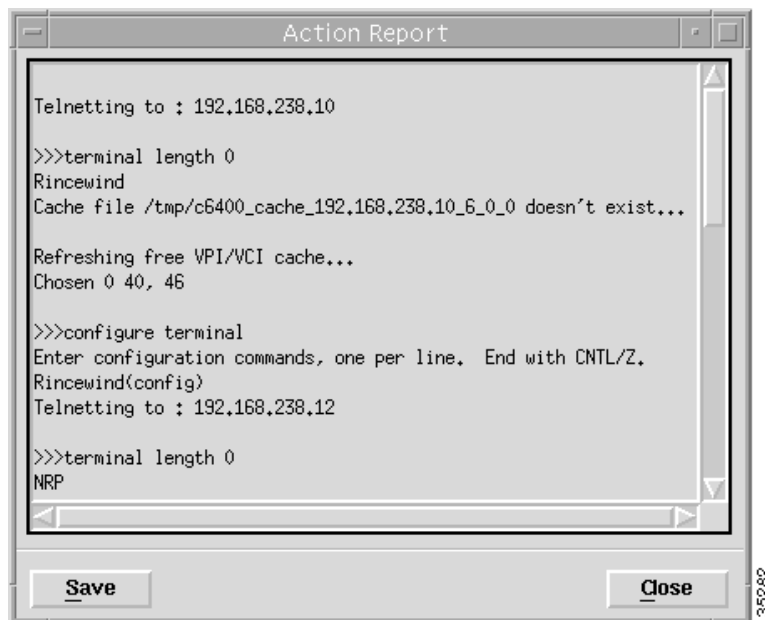 Action Report
Telnetting to : 192.168.238.10
>>>terminal length 0
Rincewind
Cache file /tmp/c6400_cache_192.168.238.10_6_0_0 doesn't exist...
Refreshing free VPI/VCI cache...
Chosen 0 40, 46
>>>configure terminal
Enter configuration commands, one per line.  End with CNTL/Z.
Rincewind(config)
Telnetting to : 192.168.238.12
>>>terminal length 0
NRP
Save
Close
35282